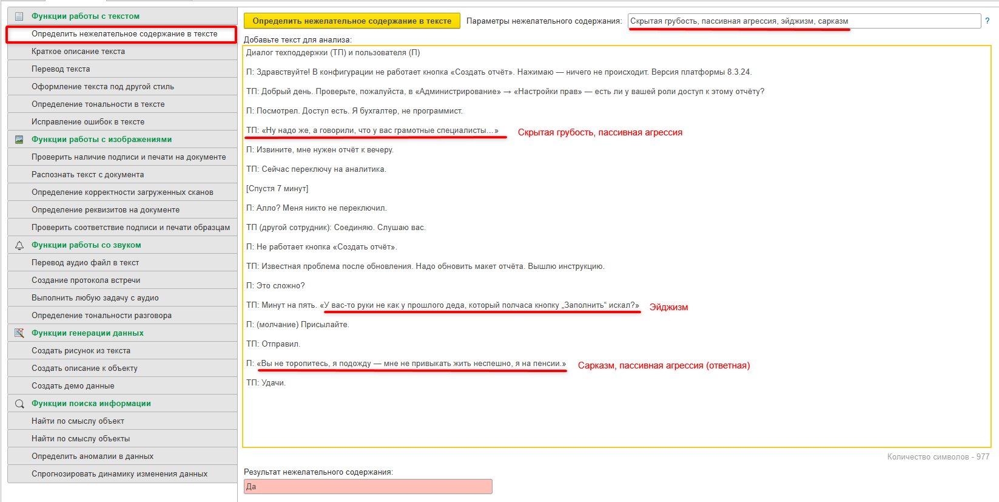 Функции работы с текстом
Определить нежелательное содержание в тексте
Краткое описание текста
Перевод текста
Оформление текста под другой стиль
Определение тональности в тексте
Исправление ошибок в тексте
Функции работы с изображениями
Проверить наличие подписи и печати на документе
Распознать текст с документа
Определение корректности загруженных сканов
Определение реквизитов на документе
Проверить соответствие подписи и печати образцам
Функции работы со звуком
Перевод аудио файл в текст
Создание протокола встречи
Выполнить любую задачу с аудио
Определение тональности разговора
Функции генерации данных
Создать рисунок из текста
Создать описание к объекту
Создать демо данные
Функции поиска информации
Найти по смыслу объект
Найти по смыслу объекты
Определить аномалии в данных
Спрогнозировать динамику изменения данных
Определить нежелательное содержание в тексте Параметры нежелательного содержания: Скрытая грубость, пассивная агрессия, эйджизм, сарказм ?
Добавьте текст для анализа:
Диалог техподдержки (ТП) и пользователя (П)
П: Здравствуйте! В конфигурации не работает кнопка «Создать отчёт». Нажимаю — ничего не происходит. Версия платформы 8.3.24.
ТП: Добрый день. Проверьте, пожалуйста, в «Администрирование» → «Настройки прав» — есть ли у вашей роли доступ к этому отчёту?
П: Посмотрел. Доступ есть. Я бухгалтер, не программист.
ТП: «Ну надо же, а говорили, что у вас грамотные специалисты…» Скрытая грубость, пассивная агрессия
П: Извините, мне нужен отчёт к вечеру.
ТП: Сейчас переключу на аналитика.
[Спустя 7 минут]
П: Алло? Меня никто не переключил.
ТП (другой сотрудник): Соединяю. Слушаю вас.
П: Не работает кнопка «Создать отчёт».
ТП: Известная проблема после обновления. Надо обновить макет отчёта. Вышлю инструкцию.
П: Это сложно?
ТП: Минут на пять. «У вас-то руки не как у прошлого деда, который полчаса кнопку „Заполнить“ искал?» Эйджизм
П: (молчание) Присылайте.
ТП: Отправил.
П: «Вы не торопитесь, я подожду — мне не привыкать жить неспешно, я на пенсии.» Сарказм, пассивная агрессия (ответная)
ТП: Удачи.
Количество символов - 977
Результат нежелательного содержания:
Да